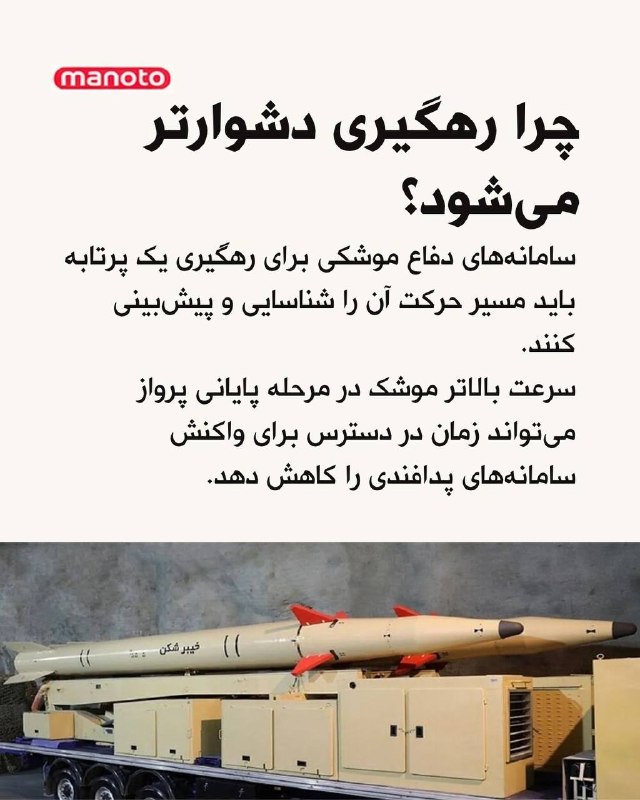 manoto
چرا رهگیری دشوارتر
می‌شود؟
سامانه‌های دفاع موشکی برای رهگیری یک پرتابه
باید مسیر حرکت آن را شناسایی و پیش‌بینی
کنند.
سرعت بالاتر موشک در مرحله پایانی پرواز
می‌تواند زمان در دسترس برای واکنش
سامانه‌های پدافندی را کاهش دهد.
خیبر شکن